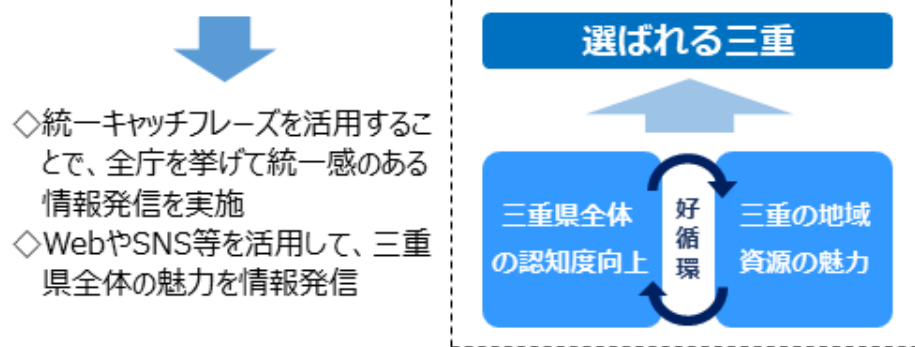 ◇統一キャッチフレーズを活用するこ
とで、全庁を挙げて統一感のある
情報発信を実施
◇WebやSNS等を活用して、三重
県全体の魅力を情報発信
選ばれる三重
三重県全体
の認知度向上
好循環
三重の地域
資源の魅力